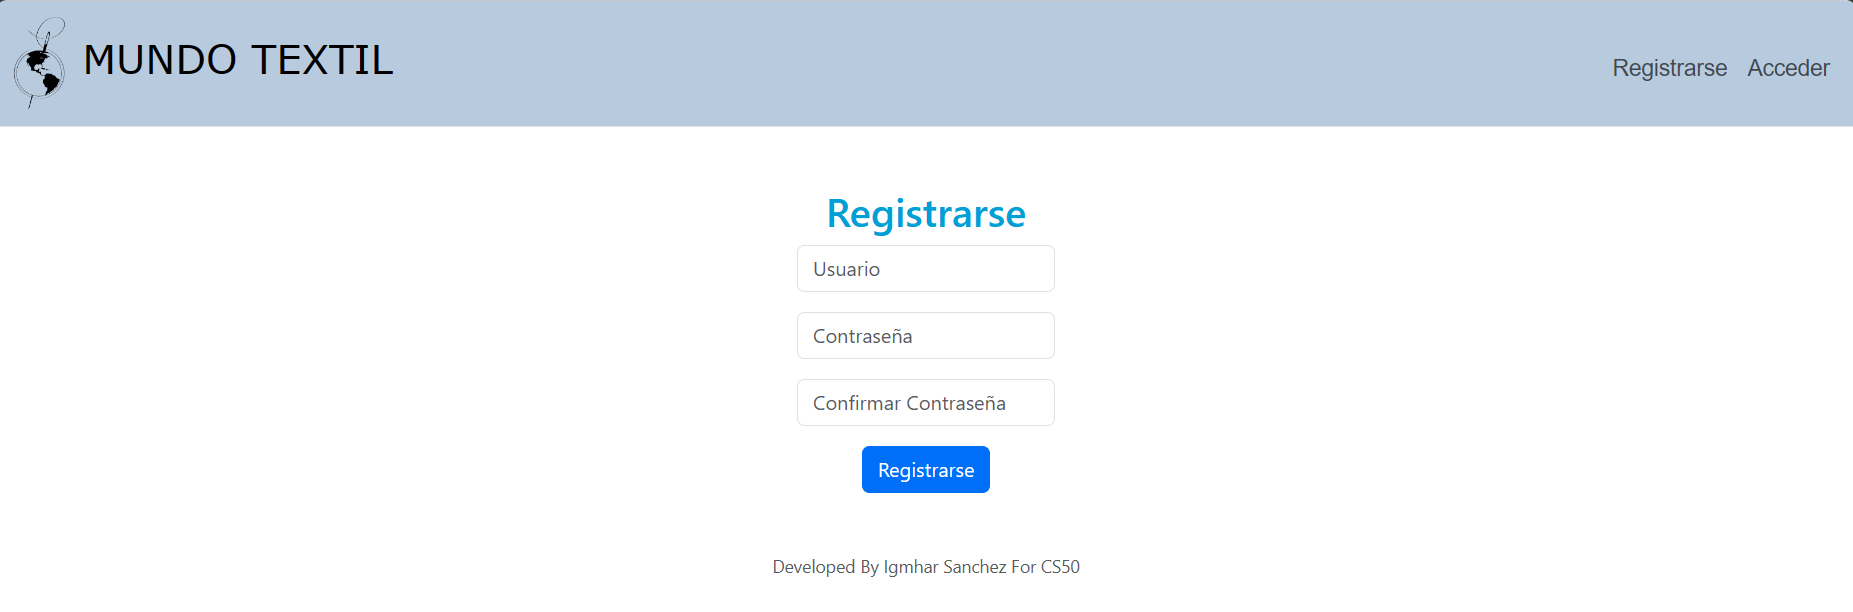 MUNDO TEXTIL
Registrarse Acceder
Registrarse
Usuario
Contraseña
Confirmar Contraseña
Registrarse
Developed By Igmhar Sanchez For CS50